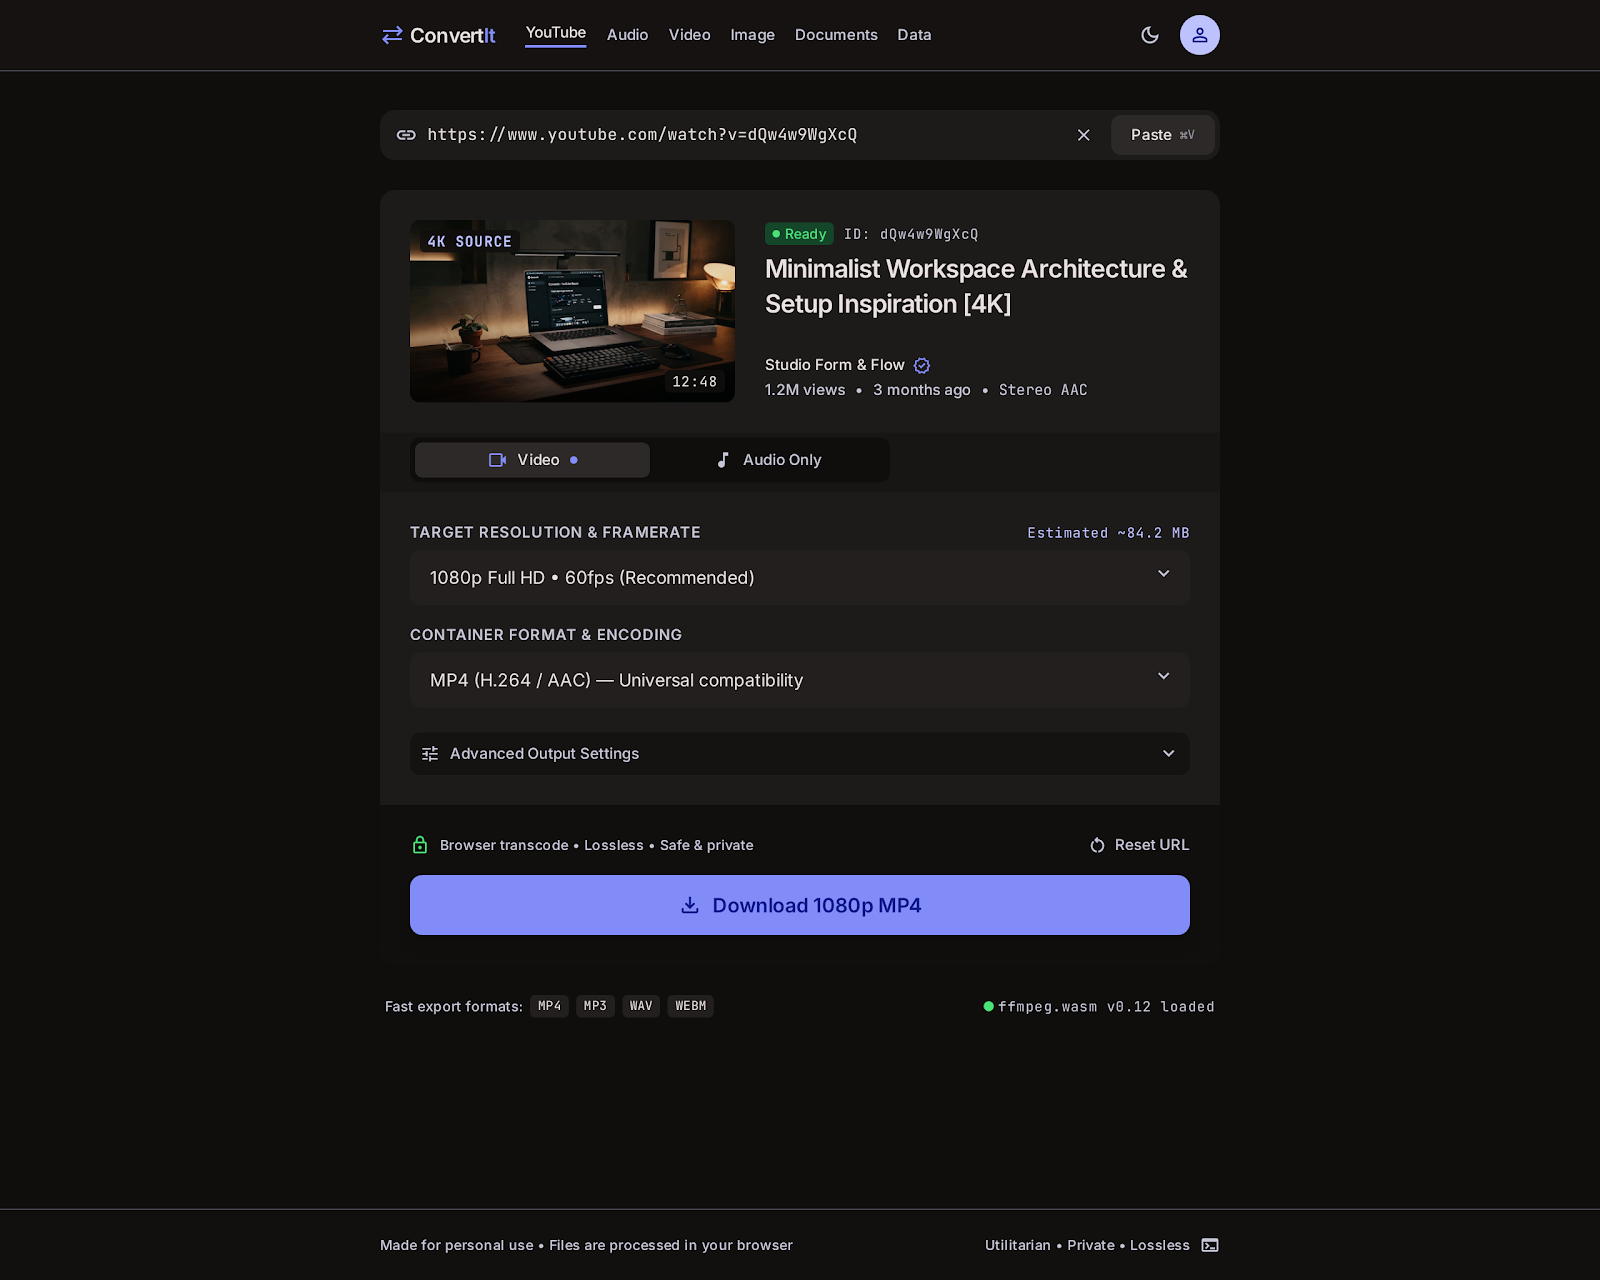 ConvertIt YouTube Audio Video Image Documents Data
https://www.youtube.com/watch?v=dQw4w9WgXcQ Paste ⌘V
4K SOURCE
12:48
Ready ID: dQw4w9WgXcQ
Minimalist Workspace Architecture &
Setup Inspiration [4K]
Studio Form & Flow
1.2M views • 3 months ago • Stereo AAC
Video Audio Only
TARGET RESOLUTION & FRAMERATE Estimated ~84.2 MB
1080p Full HD • 60fps (Recommended)
CONTAINER FORMAT & ENCODING
MP4 (H.264 / AAC) — Universal compatibility
Advanced Output Settings
Browser transcode • Lossless • Safe & private Reset URL
Download 1080p MP4
Fast export formats: MP4 MP3 WAV WEBM ffmpeg.wasm v0.12 loaded
Made for personal use • Files are processed in your browser Utilitarian • Private • Lossless